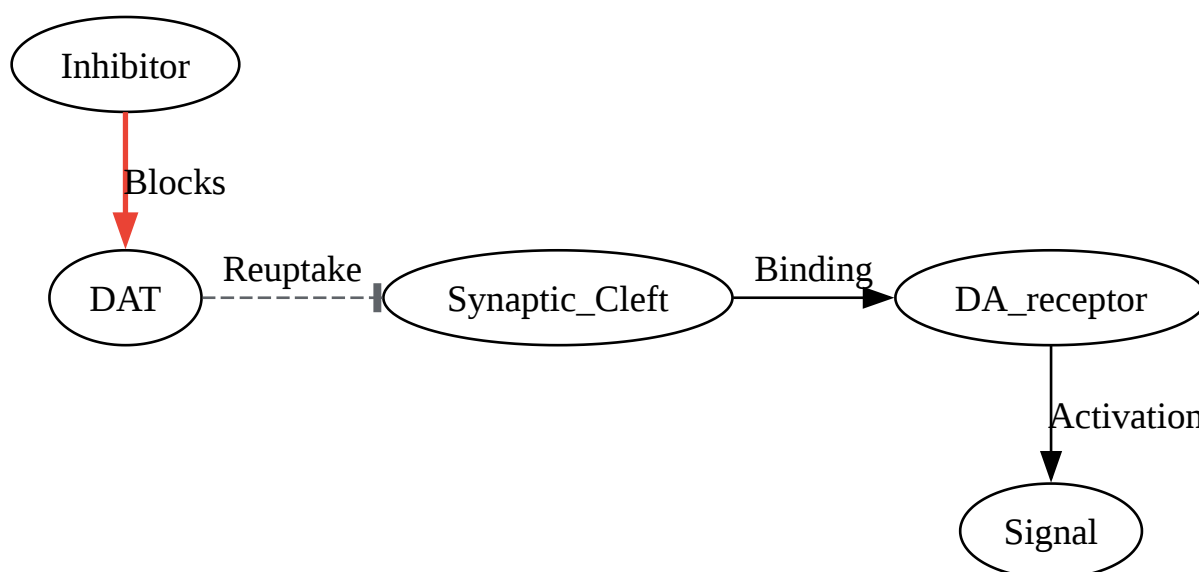 Inhibitor
Blocks
DAT
Reuptake
Synaptic_Cleft
Binding
DA_receptor
Activation
Signal